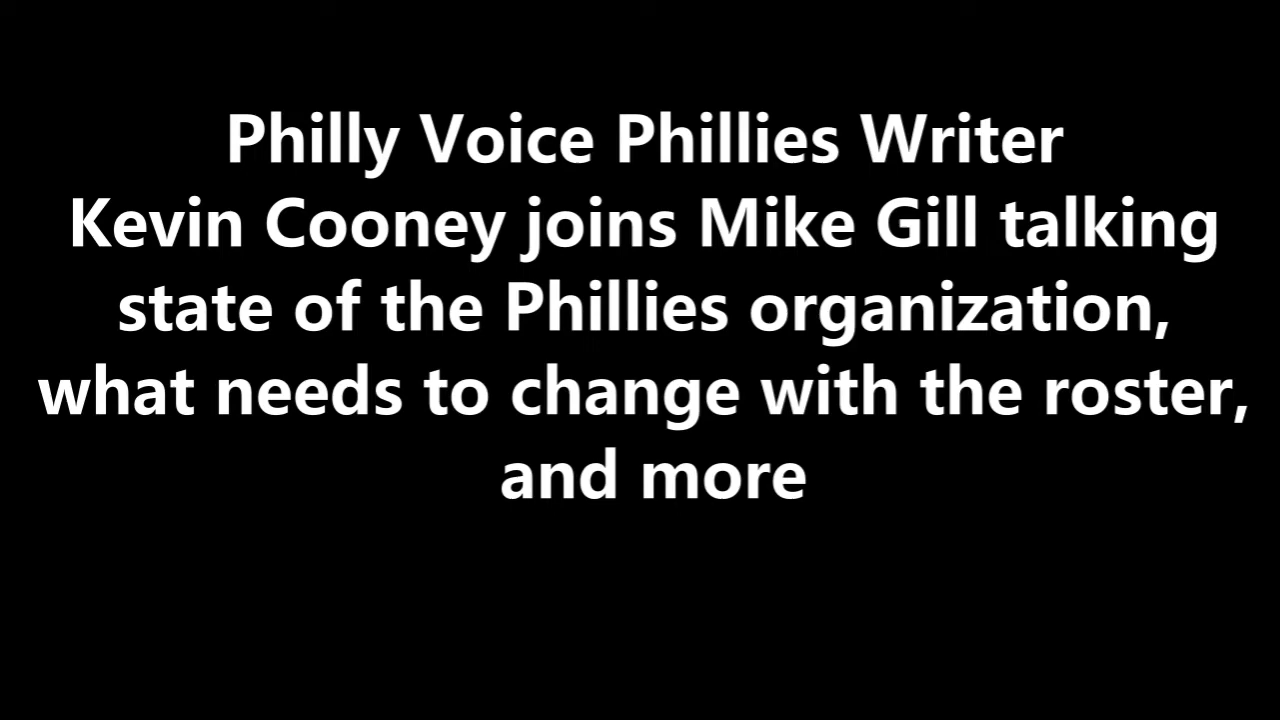 Philly Voice Phillies Writer
Kevin Cooney joins Mike Gill talking
state of the Phillies organization,
what needs to change with the roster,
and more